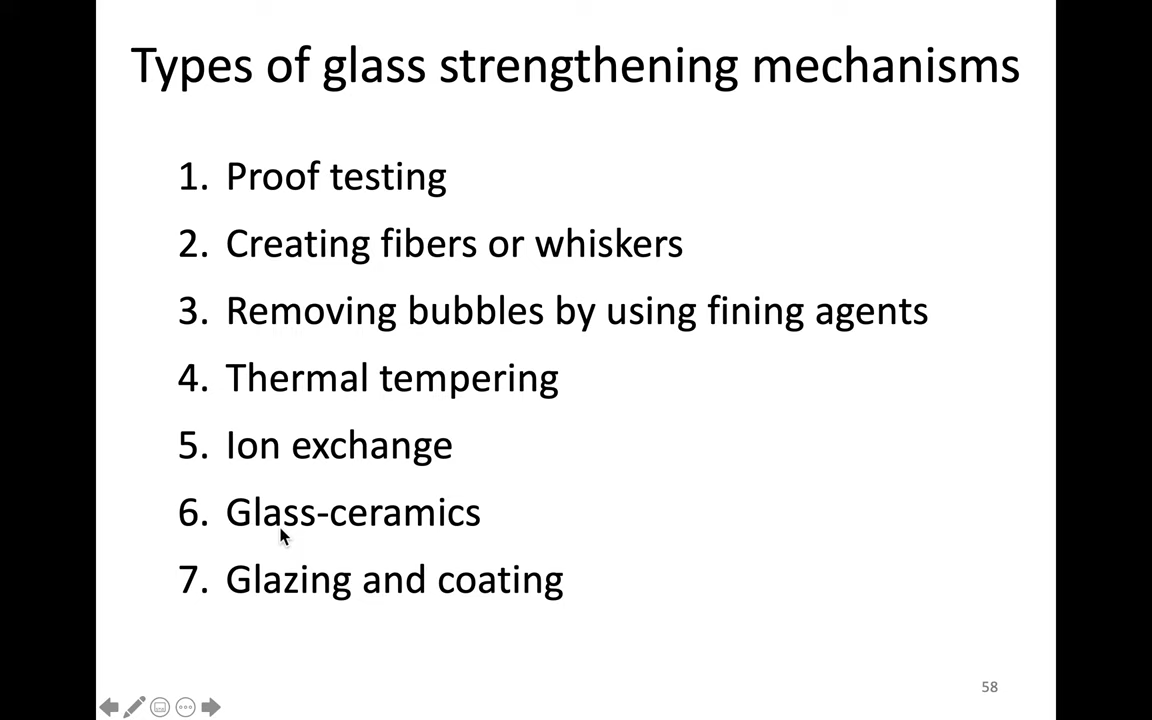 Types of glass strengthening mechanisms
1. Proof testing
2. Creating fibers or whiskers
3. Removing bubbles by using fining agents
4. Thermal tempering
5. Ion exchange
6. Glass-ceramics
7. Glazing and coating
58